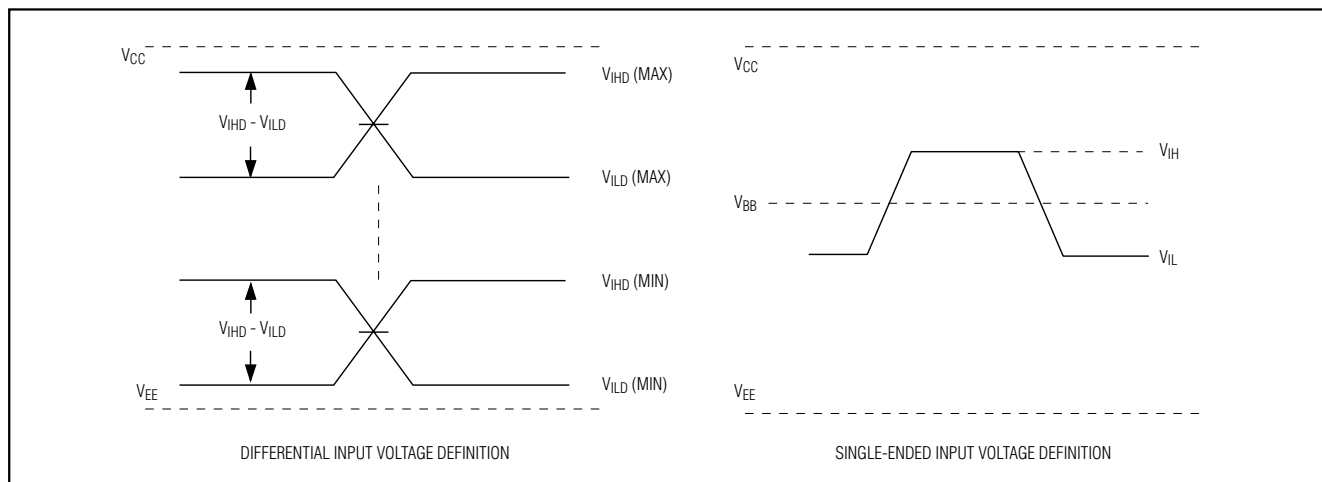 VCC
VIHD (MAX)
VIHD - VILD
VILD (MAX)
VIHD (MIN)
VIHD - VILD
VILD (MIN)
VEE
DIFFERENTIAL INPUT VOLTAGE DEFINITION
VCC
VIH
VBB
VIL
VEE
SINGLE-ENDED INPUT VOLTAGE DEFINITION